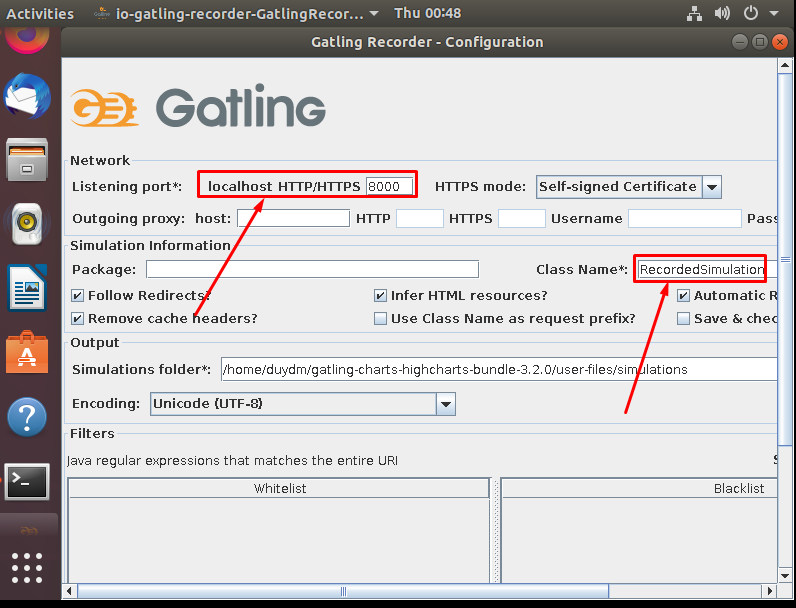 Activities io-gatling-recorder-GatlingRecor... Thu 00:48
Gatling Recorder - Configuration
Gatling
Network
Listening port*: localhost HTTP/HTTPS 8000 HTTPS mode: Self-signed Certificate
Outgoing proxy: host: HTTP HTTPS Username Pass
Simulation Information
Package: Class Name*: RecordedSimulation
Follow Redirects? Infer HTML resources? Automatic R
Remove cache headers? Use Class Name as request prefix? Save & chec
Output
Simulations folder*: /home/duydm/gatling-charts-highcharts-bundle-3.2.0/user-files/simulations
Encoding: Unicode (UTF-8)
Filters
Java regular expressions that matches the entire URI
Whitelist Blacklist